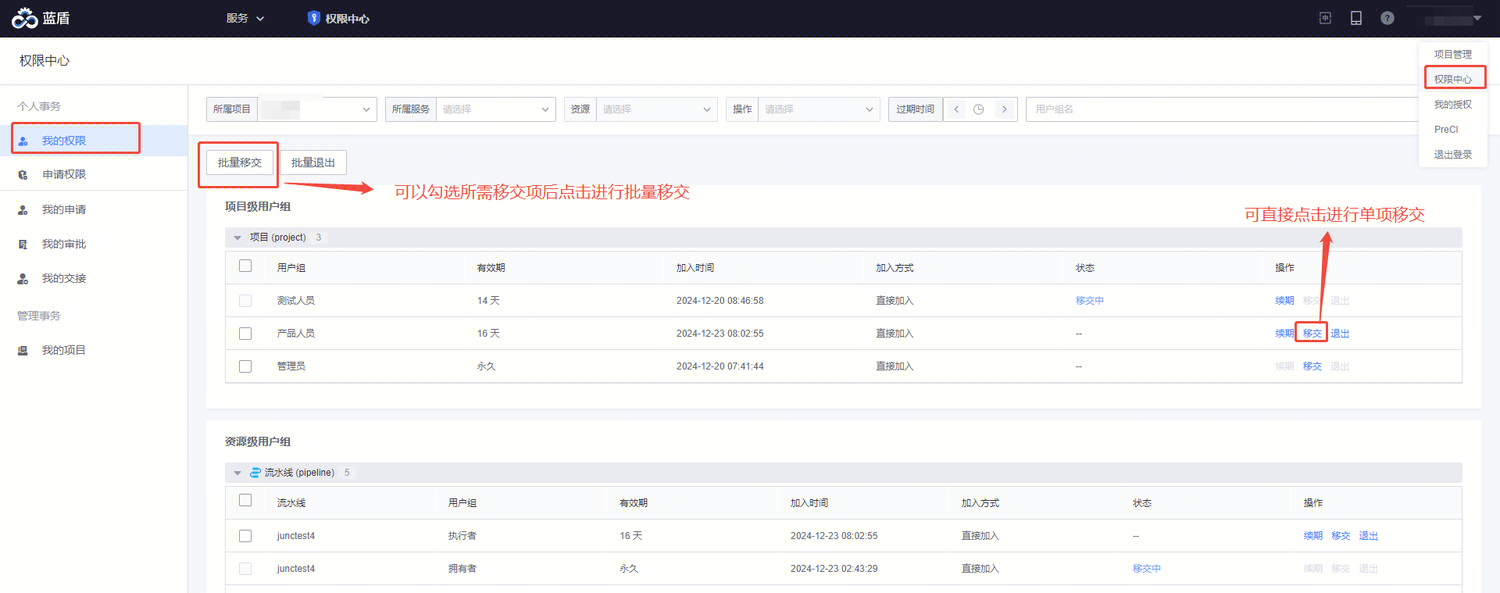 蓝盾 服务 权限中心
项目管理
权限中心
我的授权
PreCI
退出登录
权限中心
个人事务
我的权限
申请权限
我的申请
我的审批
我的交接
管理事务
我的项目
所属项目 所属服务 请选择 资源 请选择 操作 请选择 过期时间 用户组名
批量移交 批量退出
可以勾选所需移交项后点击进行批量移交
可直接点击进行单项移交
项目级用户组
项目 (project) 3
用户组 有效期 加入时间 加入方式 状态 操作
测试人员 14 天 2024-12-20 08:46:58 直接加入 移交中 续期 移交 退出
产品人员 16 天 2024-12-23 08:02:55 直接加入 -- 续期 移交 退出
管理员 永久 2024-12-20 07:41:44 直接加入 -- 续期 移交 退出
资源级用户组
流水线 (pipeline) 5
流水线 用户组 有效期 加入时间 加入方式 状态 操作
junctest4 执行者 16 天 2024-12-23 08:02:55 直接加入 -- 续期 移交 退出
junctest4 拥有者 永久 2024-12-23 02:43:29 直接加入 移交中 续期 移交 退出